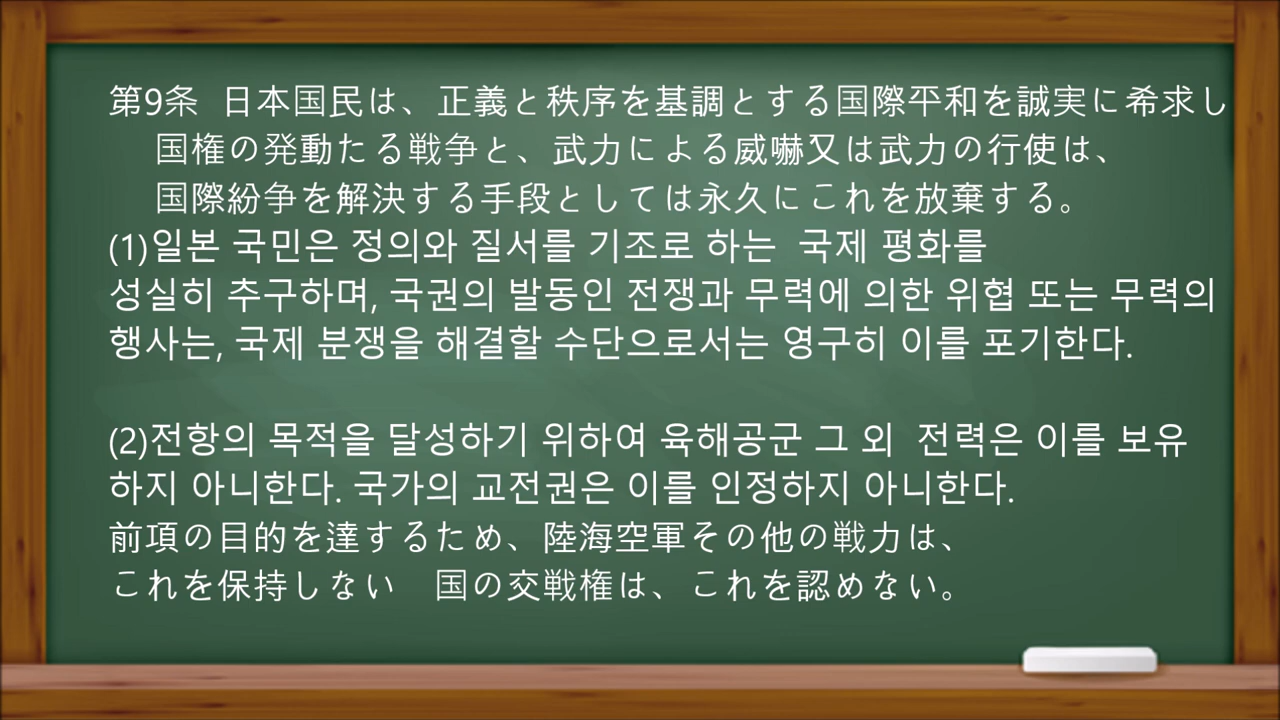 第9条 日本国民は、正義と秩序を基調とする国際平和を誠実に希求し
国権の発動たる戦争と、武力による威嚇又は武力の行使は、
国際紛争を解決する手段としては永久にこれを放棄する。
(1)일본 국민은 정의와 질서를 기조로 하는 국제 평화를
성실히 추구하며, 국권의 발동인 전쟁과 무력에 의한 위협 또는 무력의
행사는, 국제 분쟁을 해결할 수단으로서는 영구히 이를 포기한다.
(2)전항의 목적을 달성하기 위하여 육해공군 그 외 전력은 이를 보유
하지 아니한다. 국가의 교전권은 이를 인정하지 아니한다.
前項の目的を達するため、陸海空軍その他の戦力は、
これを保持しない 国の交戦権は、これを認めない。